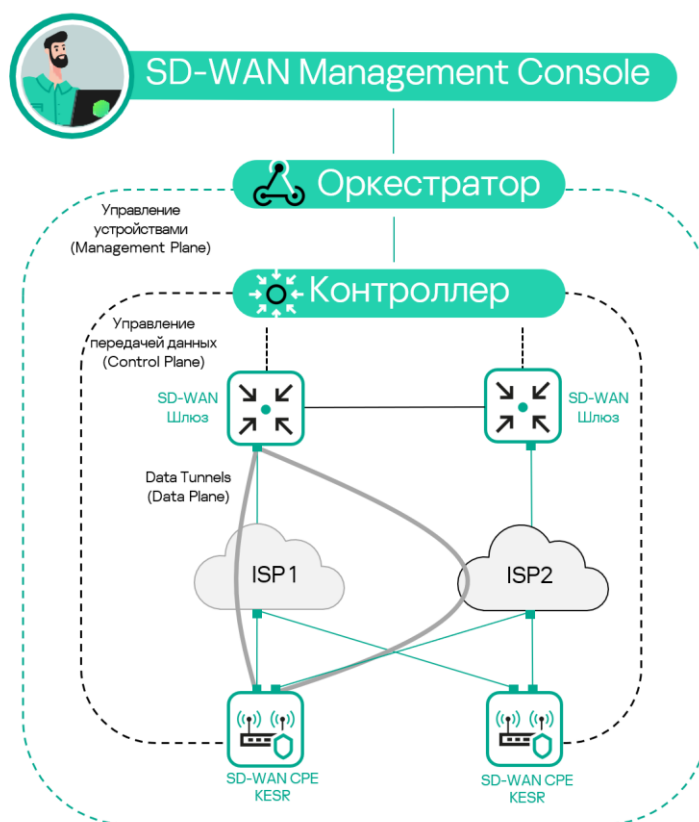 SD-WAN Management Console
Оркестратор
Управление
устройствами
(Management Plane)
Контроллер
Управление
передачей данных
(Control Plane)
SD-WAN
Шлюз
SD-WAN
Шлюз
Data Tunnels
(Data Plane)
ISP 1
ISP2
SD-WAN CPE
KESR
SD-WAN CPE
KESR